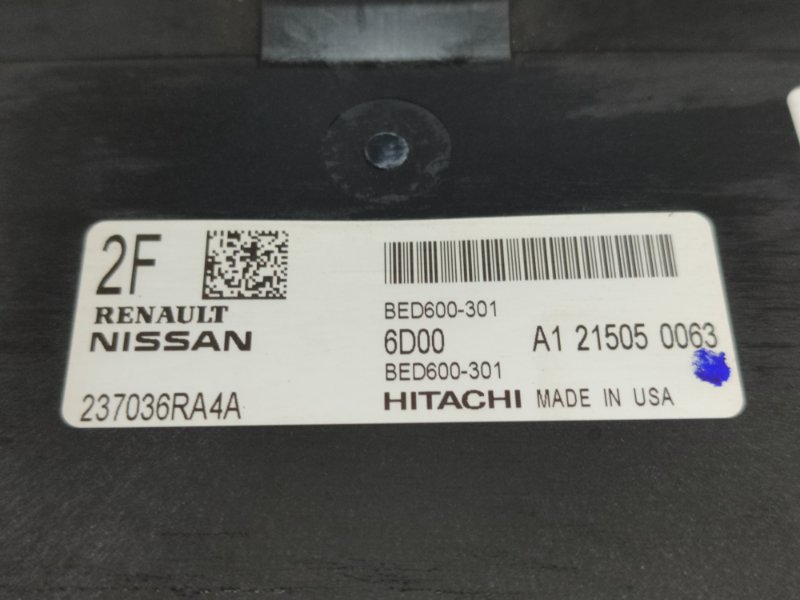 2F
RENAULT
NISSAN
237036RA4A
BED600-301
6D00 A1 21505 0063
BED600-301
HITACHI MADE IN USA